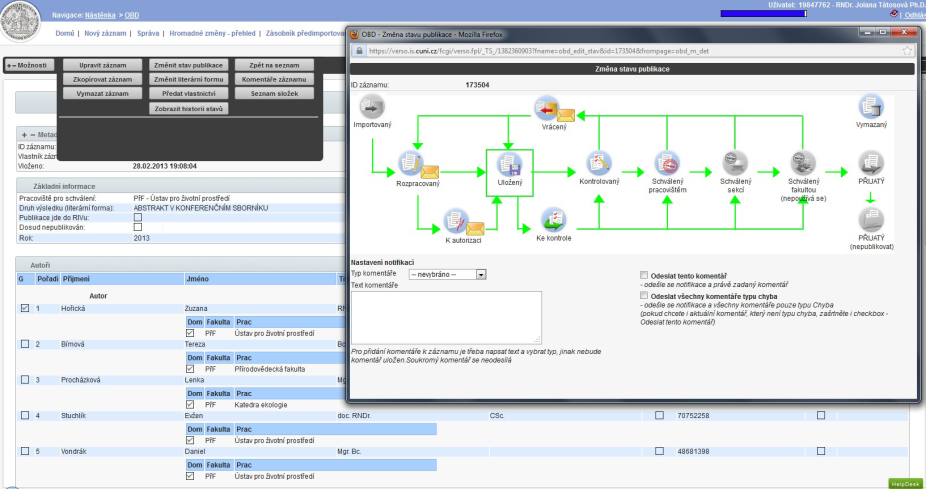 Uživatel: 19847762 - RNDr. Jolana Tátosová Ph.D.
Navigace: Nástěnka > OBD
Odhlá
Domů | Nový záznam | Správa | Hromadné změny - přehled | Zásobník předimportova
+ − Možnosti
Upravit záznam
Změnit stav publikace
Zpět na seznam
Zkopírovat záznam
Změnit literární formu
Komentáře záznamu
Vymazat záznam
Předat vlastnictví
Seznam složek
Zobrazit historii stavů
+ − Metad
ID záznamu:
Vlastník zázn
Vloženo: 28.02.2013 19:08:04
Základní informace
Pracoviště pro schválení: PřF - Ústav pro životní prostředí
Druh výsledku (literární forma): ABSTRAKT V KONFERENČNÍM SBORNÍKU
Publikace jde do RIVu:
Dosud nepublikován:
Rok: 2013
Autoři
G Pořadí Příjmení Jméno Ti
Autor
1 Hořická Zuzana RN
Dom Fakulta Prac
PřF Ústav pro životní prostředí
2 Bímová Tereza Bc
Dom Fakulta Prac
PřF Přírodovědecká fakulta
3 Procházková Lenka Mg
Dom Fakulta Prac
PřF Katedra ekologie
4 Stuchlík Evžen doc. RNDr. CSc. 70752258
Dom Fakulta Prac
PřF Ústav pro životní prostředí
5 Vondrák Daniel Mgr. Bc. 48681398
Dom Fakulta Prac
PřF Ústav pro životní prostředí
HelpDesk
OBD - Změna stavu publikace - Mozilla Firefox
https://verso.is.cuni.cz/fcgi/verso.fpl/_TS_/1382360903?fname=obd_edit_stav&id=173504&frompage=obd_m_det
Změna stavu publikace
ID záznamu: 173504
Importovaný
Vrácený
Vymazaný
Rozpracovaný
Uložený
Kontrolovaný
Schválený
pracovištěm
Schválený
sekcí
Schválený
fakultou
(nepoužívá se)
PŘIJATÝ
K autorizaci
Ke kontrole
PŘIJATÝ
(nepublikovat)
Nastavení notifikací
Typ komentáře -- nevybráno --
Text komentáře
Odeslat tento komentář
- odešle se notifikace a právě zadaný komentář
Odeslat všechny komentáře typu chyba
- odešle se notifikace a všechny komentáře pouze typu Chyba
(pokud chcete i aktuální komentář, který není typu chyba, zaškrtněte i checkbox -
Odeslat tento komentář)
Pro přidání komentáře k záznamu je třeba napsat text a vybrat typ, jinak nebude
komentář uložen.Soukromý komentář se neodesílá